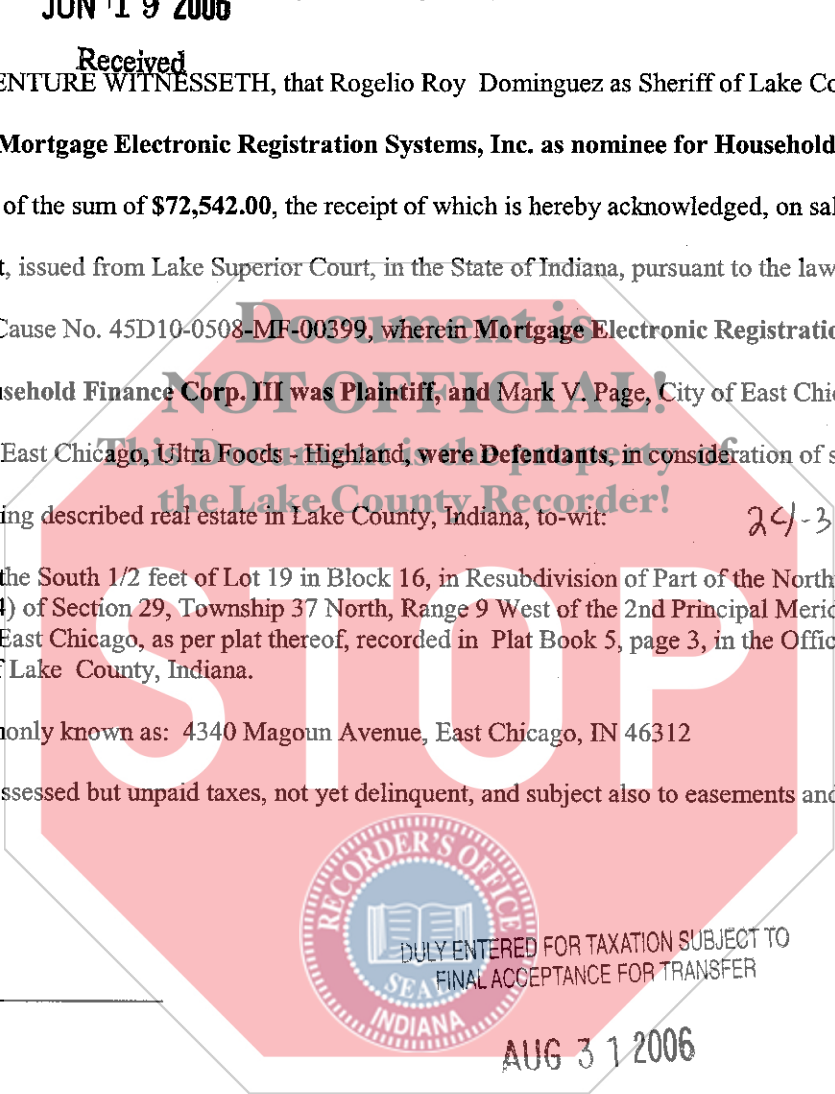 JUN 19 2006
Received
ENTURE WITNESSETH, that Rogelio Roy Dominguez as Sheriff of Lake Co
Mortgage Electronic Registration Systems, Inc. as nominee for Household
of the sum of $72,542.00, the receipt of which is hereby acknowledged, on sal
t, issued from Lake Superior Court, in the State of Indiana, pursuant to the law
Cause No. 45D10-0508-MF-00399, wherein Mortgage Electronic Registratio
Document is
usehold Finance Corp. III was Plaintiff, and Mark V. Page, City of East Chi
NOT OFFICIAL!
East Chicago, Ultra Foods - Highland, were Defendants, in consideration of s
This Document is the property of
the Lake County Recorder!
ing described real estate in Lake County, Indiana, to-wit:
24-3
the South 1/2 feet of Lot 19 in Block 16, in Resubdivision of Part of the North
4) of Section 29, Township 37 North, Range 9 West of the 2nd Principal Meric
East Chicago, as per plat thereof, recorded in Plat Book 5, page 3, in the Offic
f Lake County, Indiana.
STOP
only known as: 4340 Magoun Avenue, East Chicago, IN 46312
ssessed but unpaid taxes, not yet delinquent, and subject also to easements and
RECORDER'S OFFICE
SEAL
INDIANA
DULY ENTERED FOR TAXATION SUBJECT TO
FINAL ACCEPTANCE FOR TRANSFER
AUG 31 2006